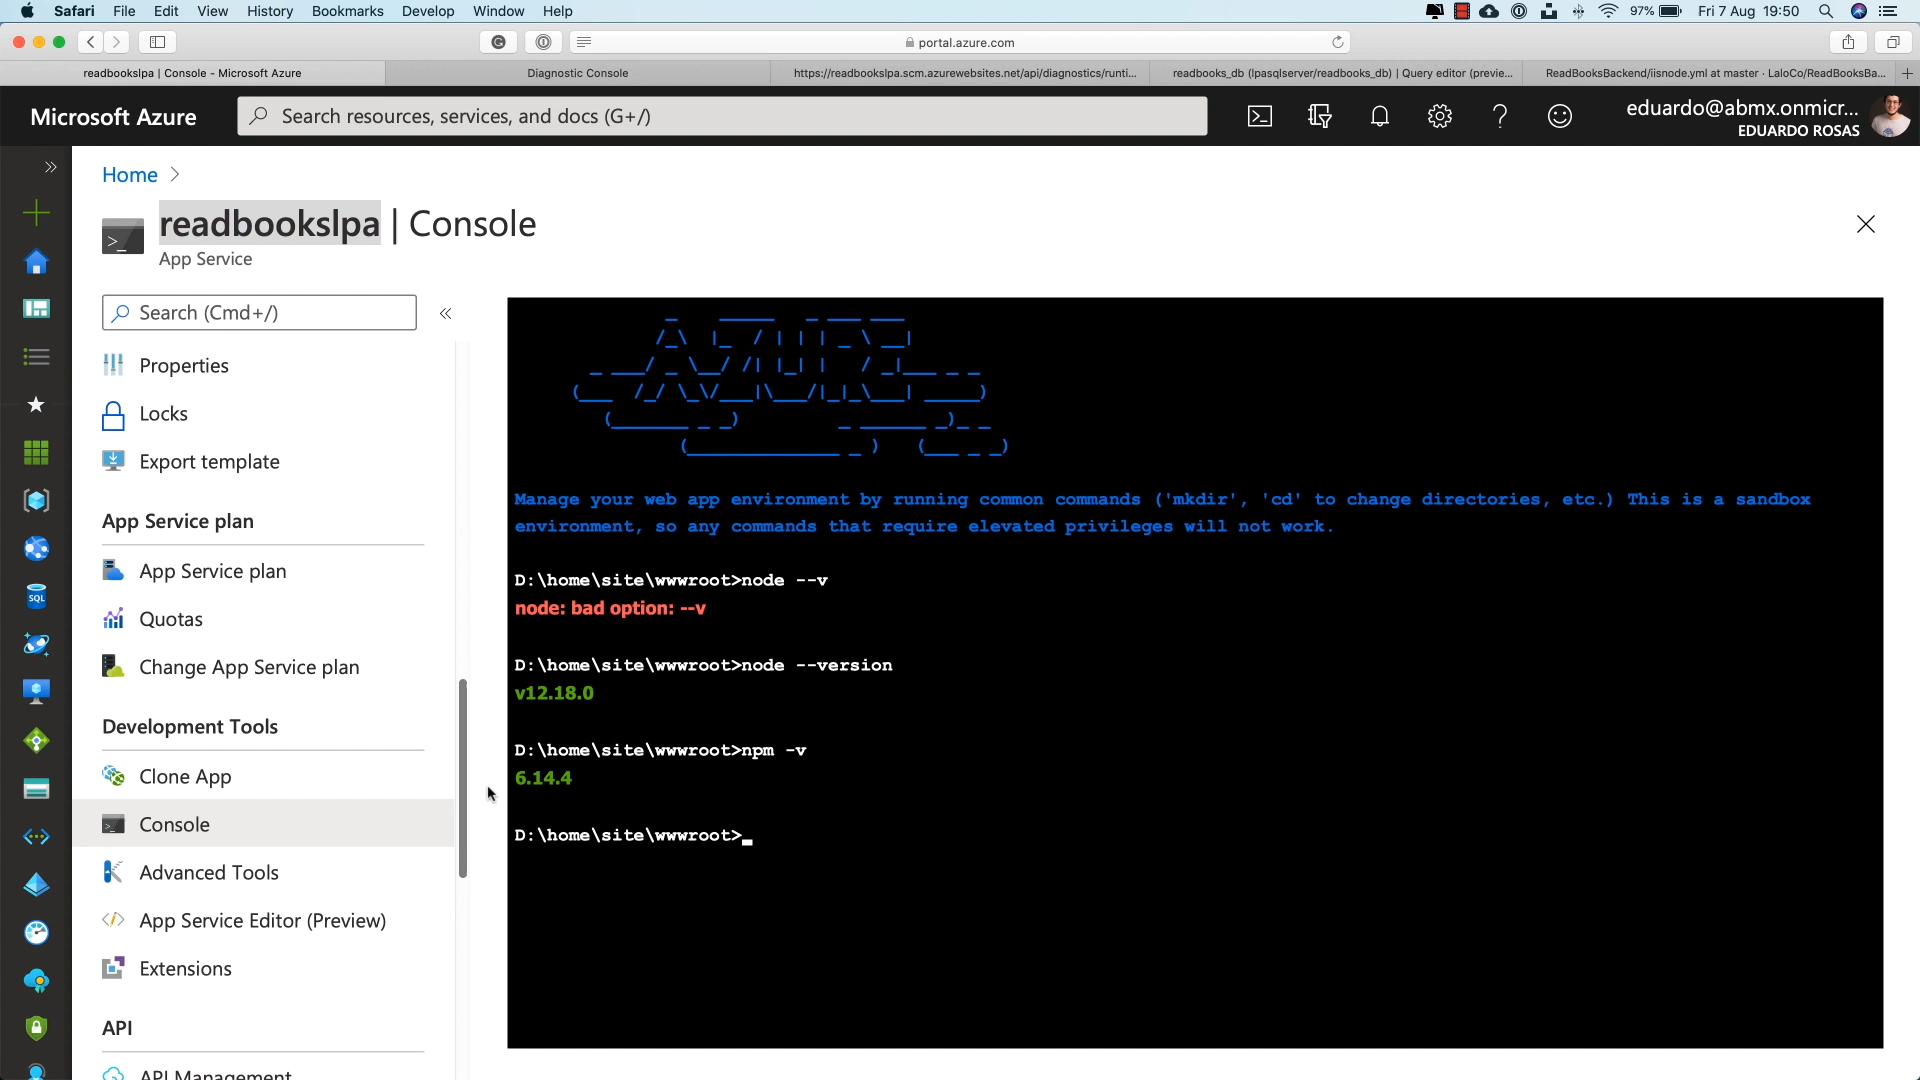 Safari File Edit View History Bookmarks Develop Window Help 97% Fri 7 Aug 19:50
portal.azure.com
readbookslpa | Console - Microsoft Azure
Diagnostic Console
https://readbookslpa.scm.azurewebsites.net/api/diagnostics/runti...
readbooks_db (lpasqlserver/readbooks_db) | Query editor (previe...
ReadBooksBackend/iisnode.yml at master · LaloCo/ReadBooksBa...
Microsoft Azure
Search resources, services, and docs (G+/)
eduardo@abmx.onmicr...
EDUARDO ROSAS
Home
readbookslpa | Console
App Service
Search (Cmd+/)
Properties
Locks
Export template
App Service plan
App Service plan
Quotas
Change App Service plan
Development Tools
Clone App
Console
Advanced Tools
App Service Editor (Preview)
Extensions
API
API Management
SQL
Manage your web app environment by running common commands ('mkdir', 'cd' to change directories, etc.) This is a sandbox
environment, so any commands that require elevated privileges will not work.
D:\home\site\wwwroot>node --v
node: bad option: --v
D:\home\site\wwwroot>node --version
v12.18.0
D:\home\site\wwwroot>npm -v
6.14.4
D:\home\site\wwwroot>